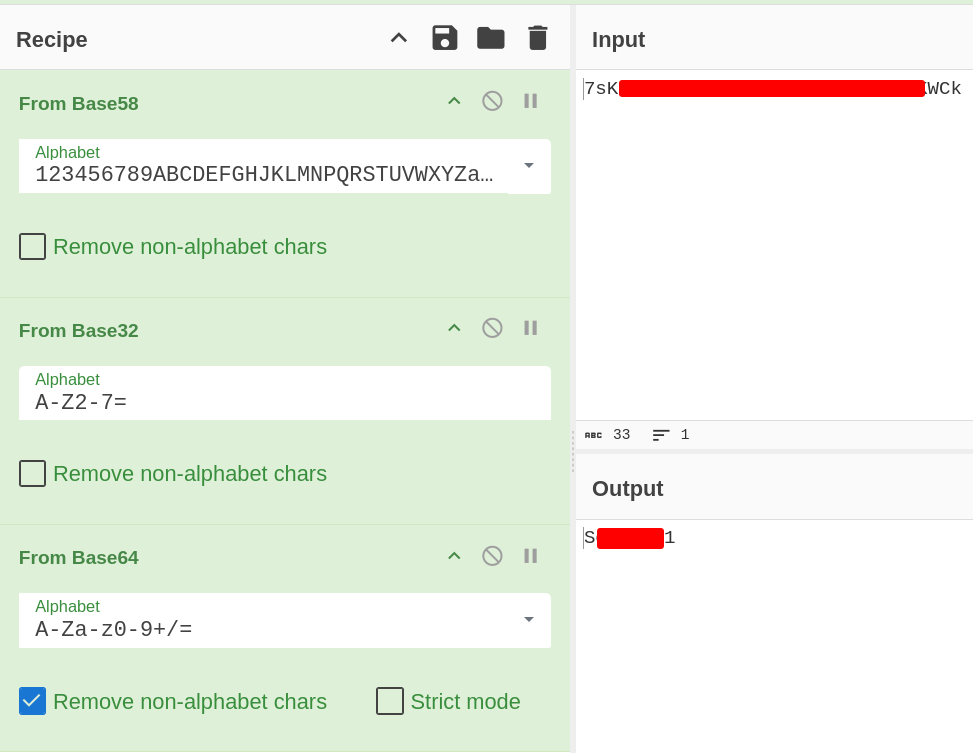 Recipe
From Base58
Alphabet
123456789ABCDEFGHJKLMNPQRSTUVWXYZa…
Remove non-alphabet chars
From Base32
Alphabet
A-Z2-7=
Remove non-alphabet chars
From Base64
Alphabet
A-Za-z0-9+/=
Remove non-alphabet chars
Strict mode
Input
7sK
WCk
ABC 33 1
Output
S
1